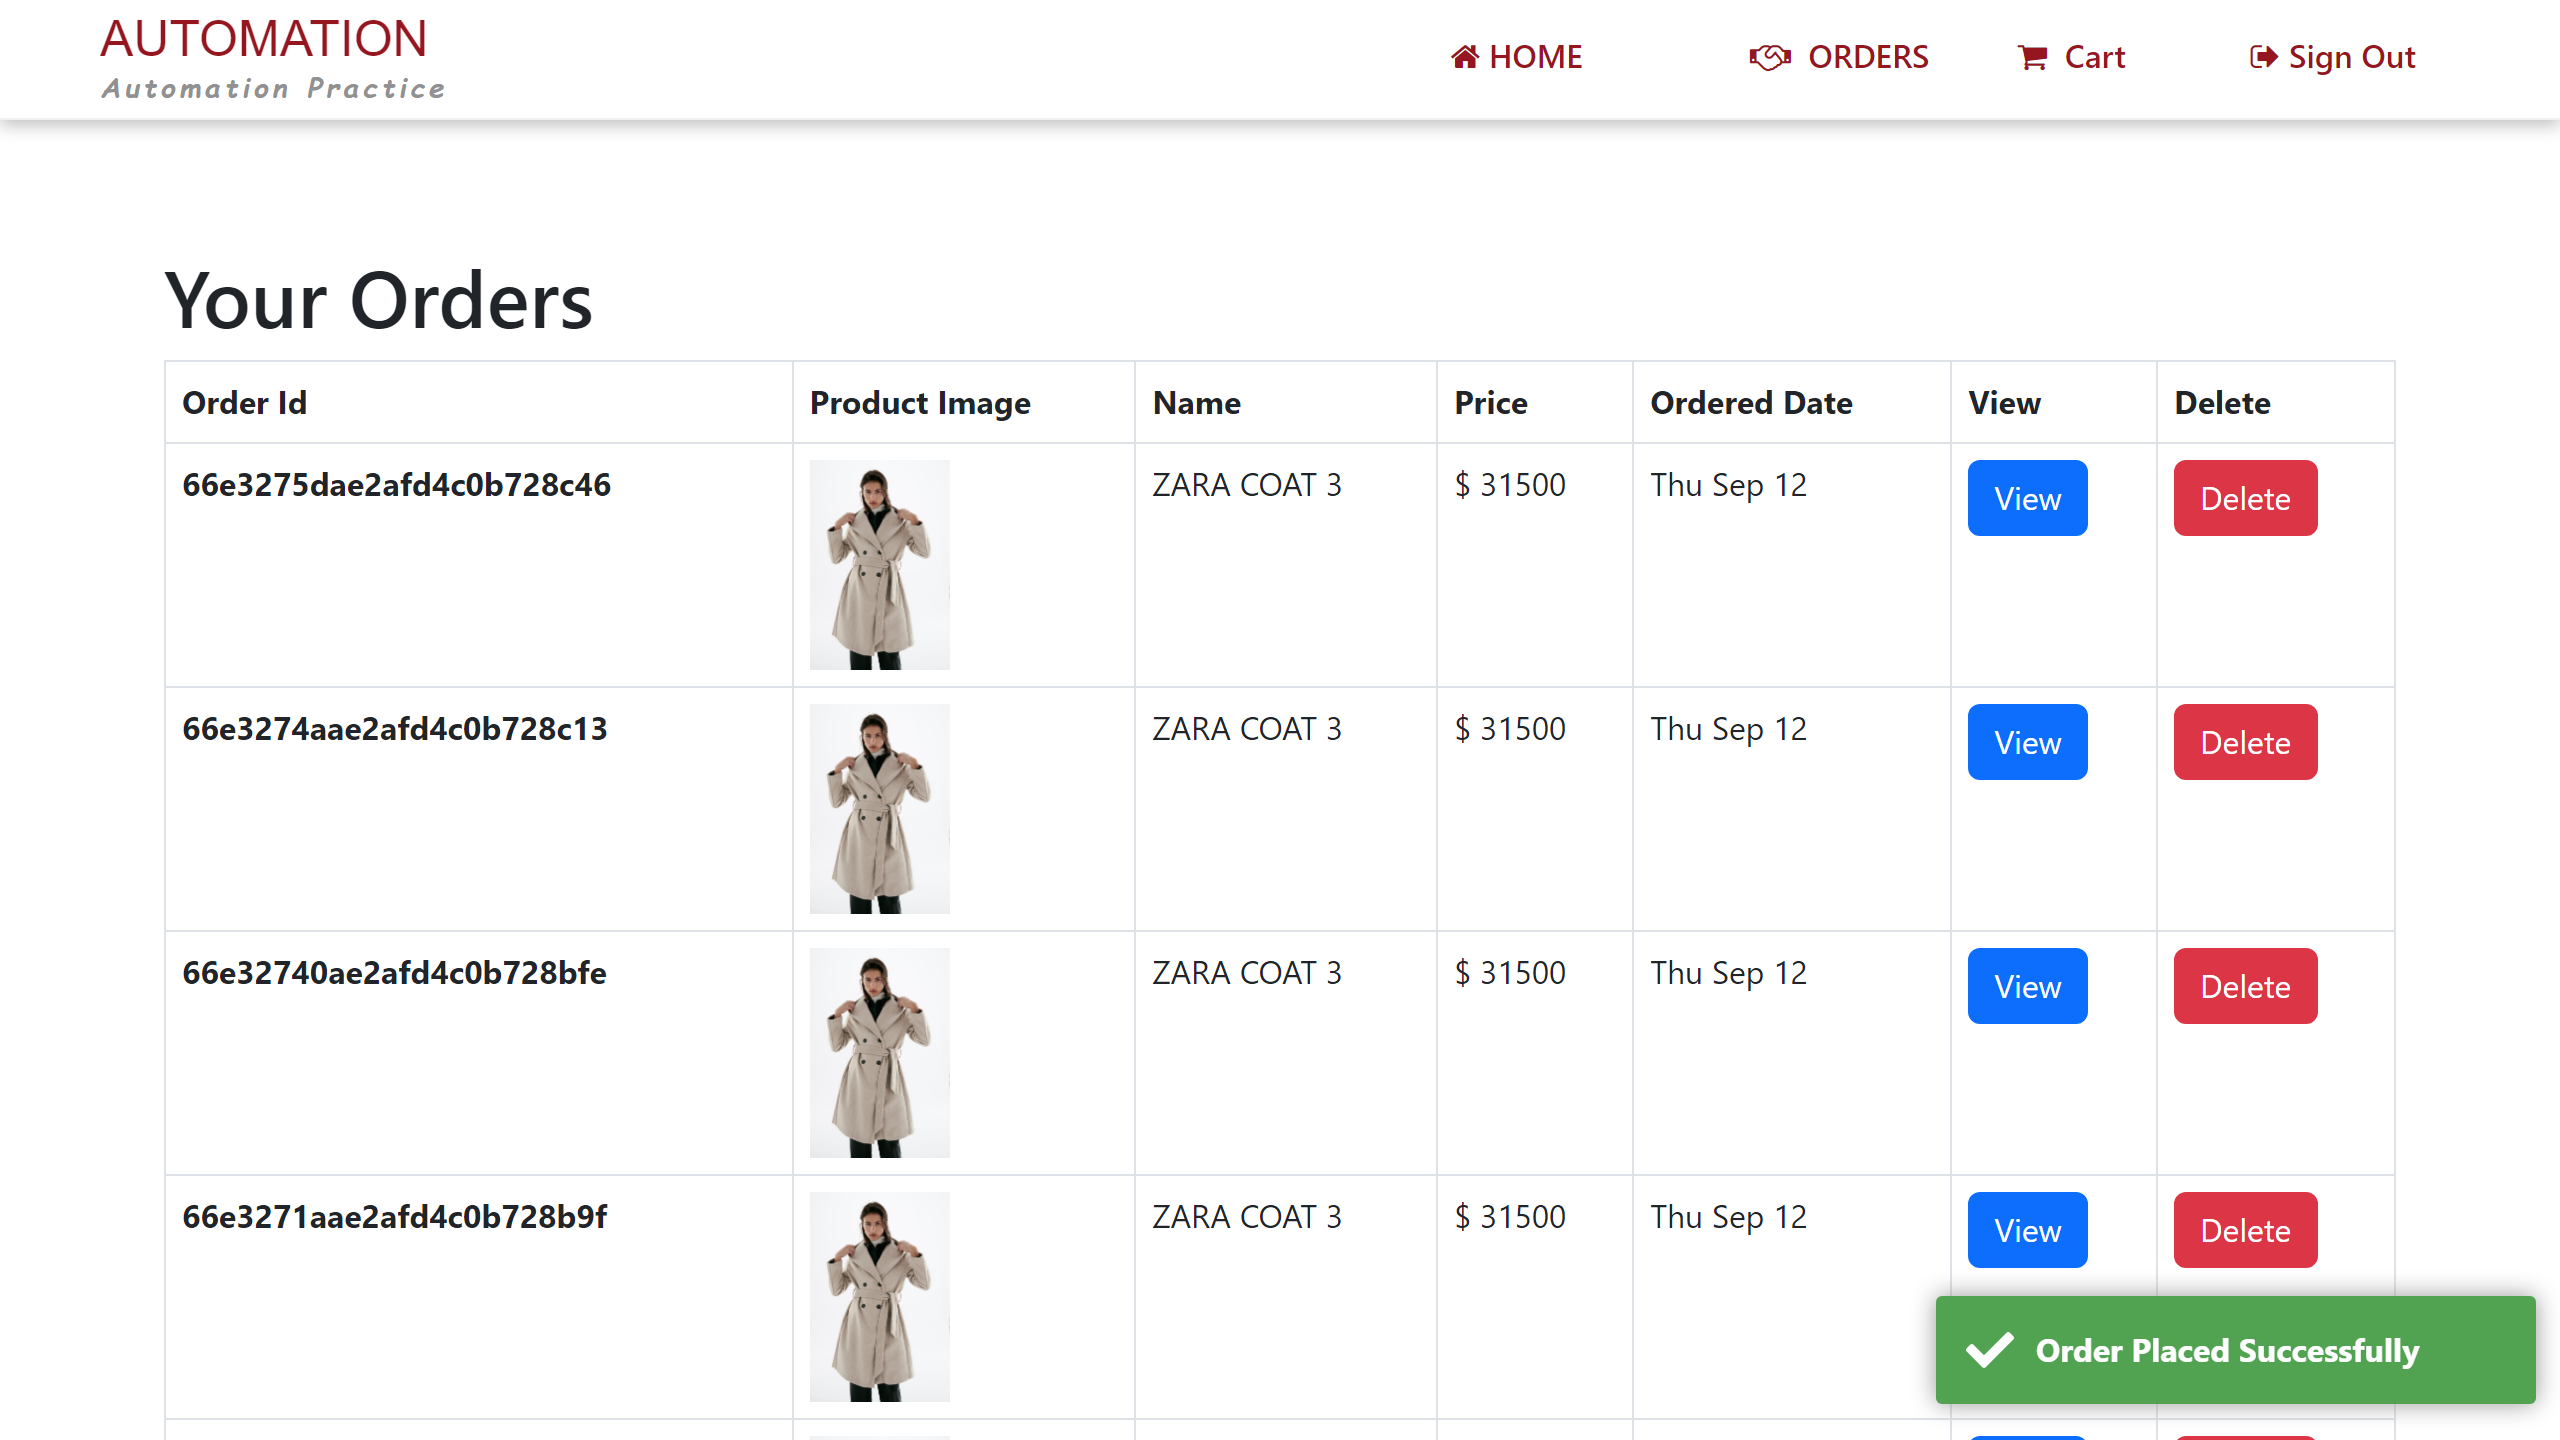 AUTOMATION
Automation Practice
HOME
ORDERS
Cart
Sign Out
Your Orders
Order Id Product Image Name Price Ordered Date View Delete
66e3275dae2afd4c0b728c46 ZARA COAT 3 $ 31500 Thu Sep 12 View Delete
66e3274aae2afd4c0b728c13 ZARA COAT 3 $ 31500 Thu Sep 12 View Delete
66e32740ae2afd4c0b728bfe ZARA COAT 3 $ 31500 Thu Sep 12 View Delete
66e3271aae2afd4c0b728b9f ZARA COAT 3 $ 31500 Thu Sep 12 View Delete
Order Placed Successfully